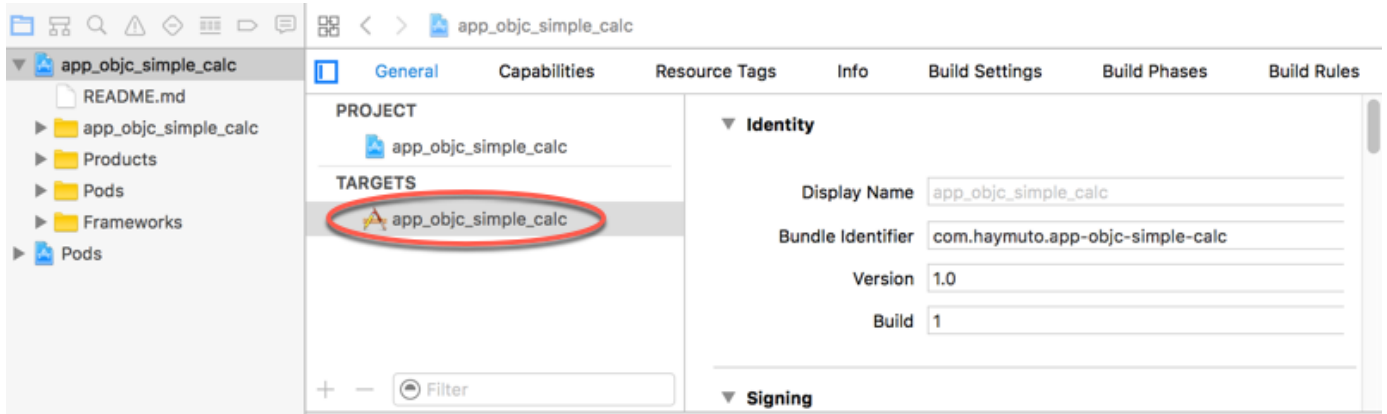 app_objc_simple_calc
app_objc_simple_calc
README.md
app_objc_simple_calc
Products
Pods
Frameworks
Pods
General Capabilities Resource Tags Info Build Settings Build Phases Build Rules
PROJECT
app_objc_simple_calc
TARGETS
app_objc_simple_calc
Filter
Identity
Display Name app_objc_simple_calc
Bundle Identifier com.haymuto.app-objc-simple-calc
Version 1.0
Build 1
Signing